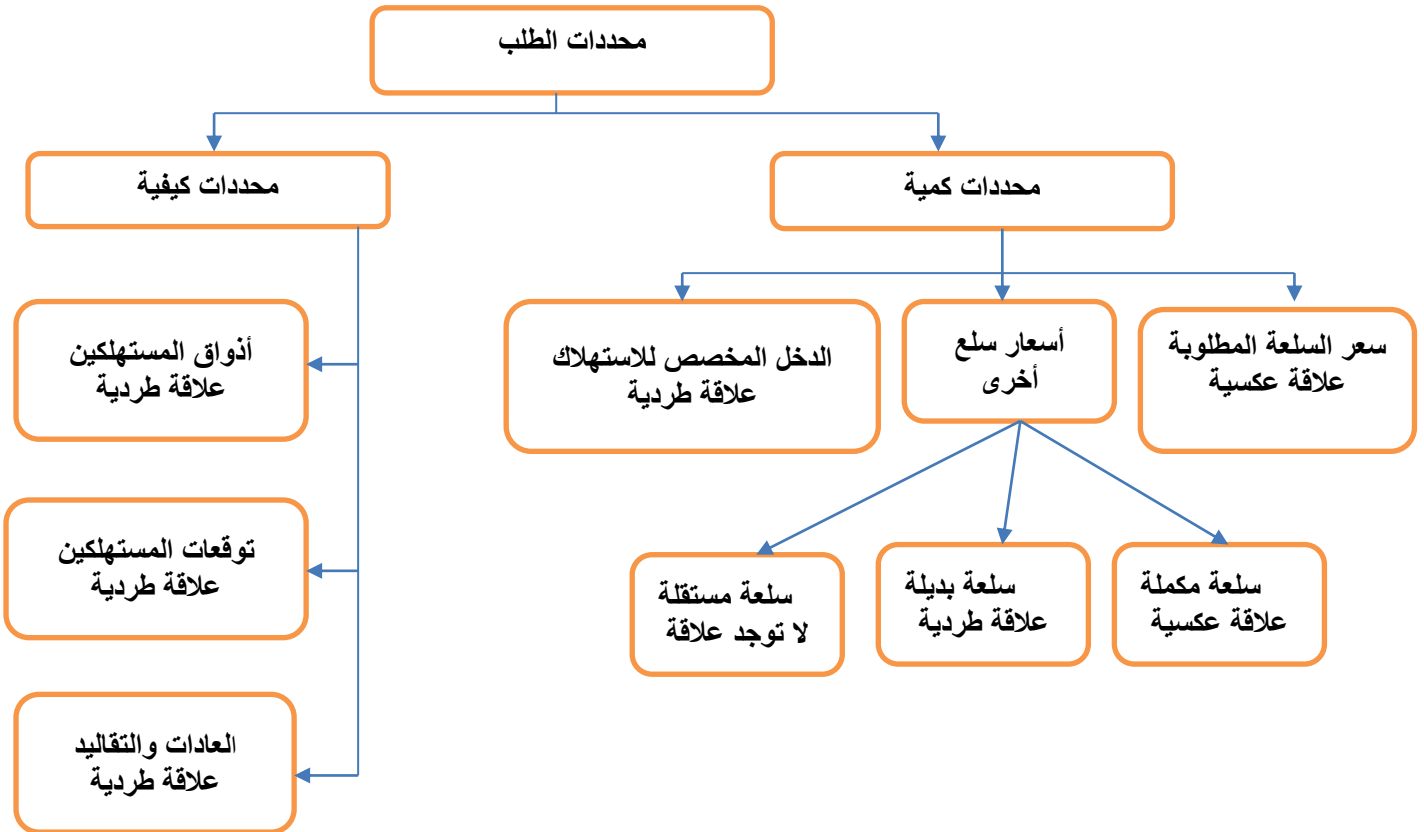 محددات الطلب
محددات كمية
محددات كيفية
سعر السلعة المطلوبة
علاقة عكسية
أسعار سلع
أخرى
الدخل المخصص للاستهلاك
علاقة طردية
سلعة مكملة
علاقة عكسية
سلعة بديلة
علاقة طردية
سلعة مستقلة
لا توجد علاقة
أذواق المستهلكين
علاقة طردية
توقعات المستهلكين
علاقة طردية
العادات والتقاليد
علاقة طردية